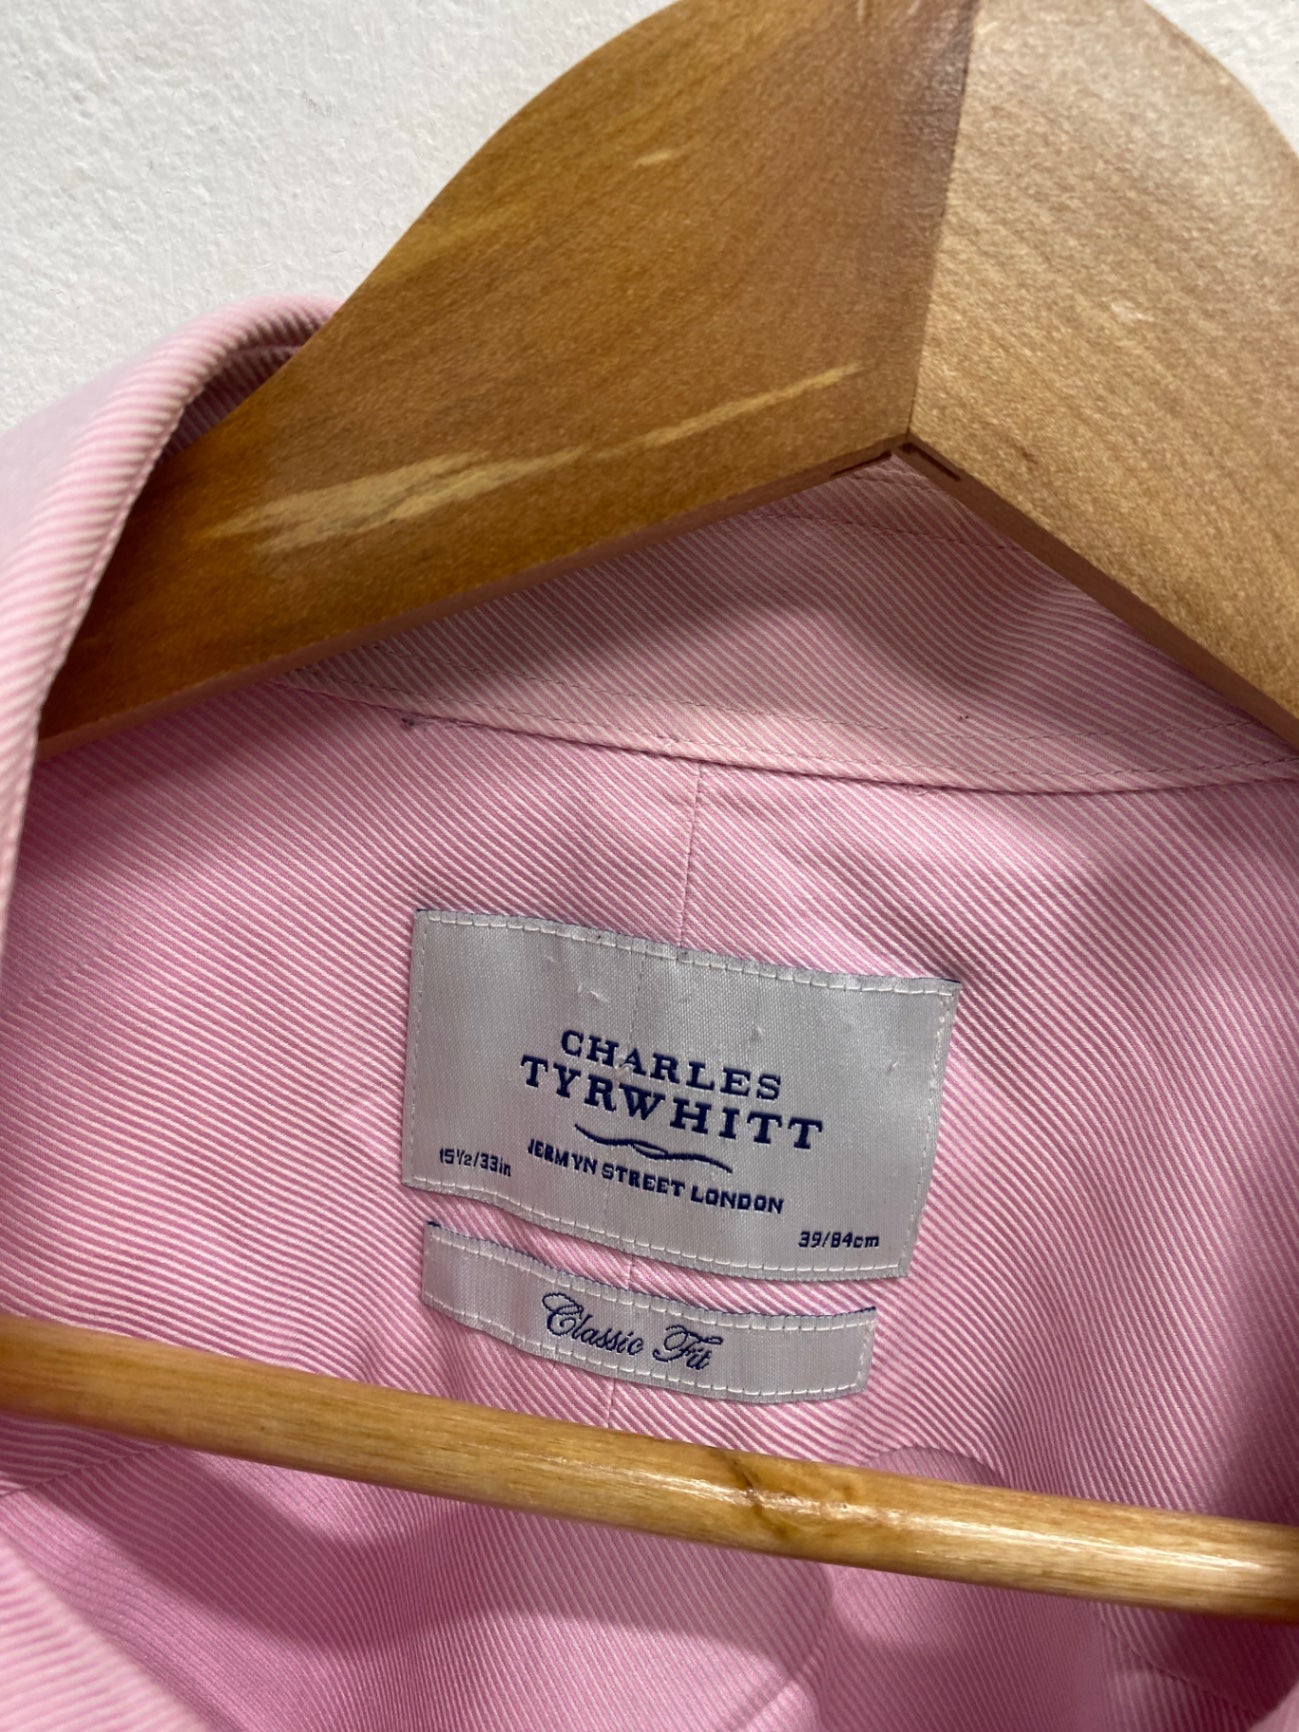 CHARLES
TYRWHITT
JERMYN STREET LONDON
15½/33in
39/84cm
Classic Fit